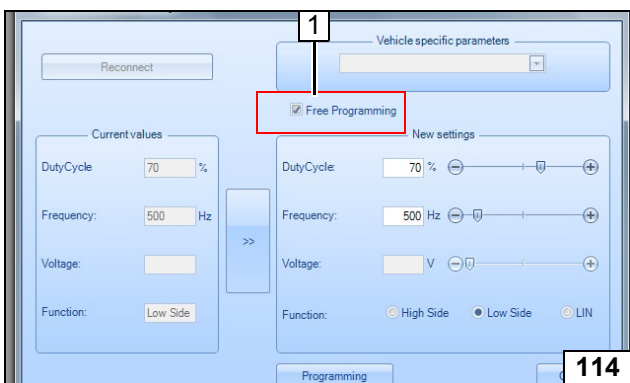 1
Vehicle specific parameters
Reconnect
Free Programming
Current values
New settings
DutyCycle
70 %
DutyCycle:
70 %
Frequency:
500 Hz
>>
Frequency:
500 Hz
Voltage:
Voltage:
V
Function:
Low Side
Function:
High Side
Low Side
LIN
Programming
114